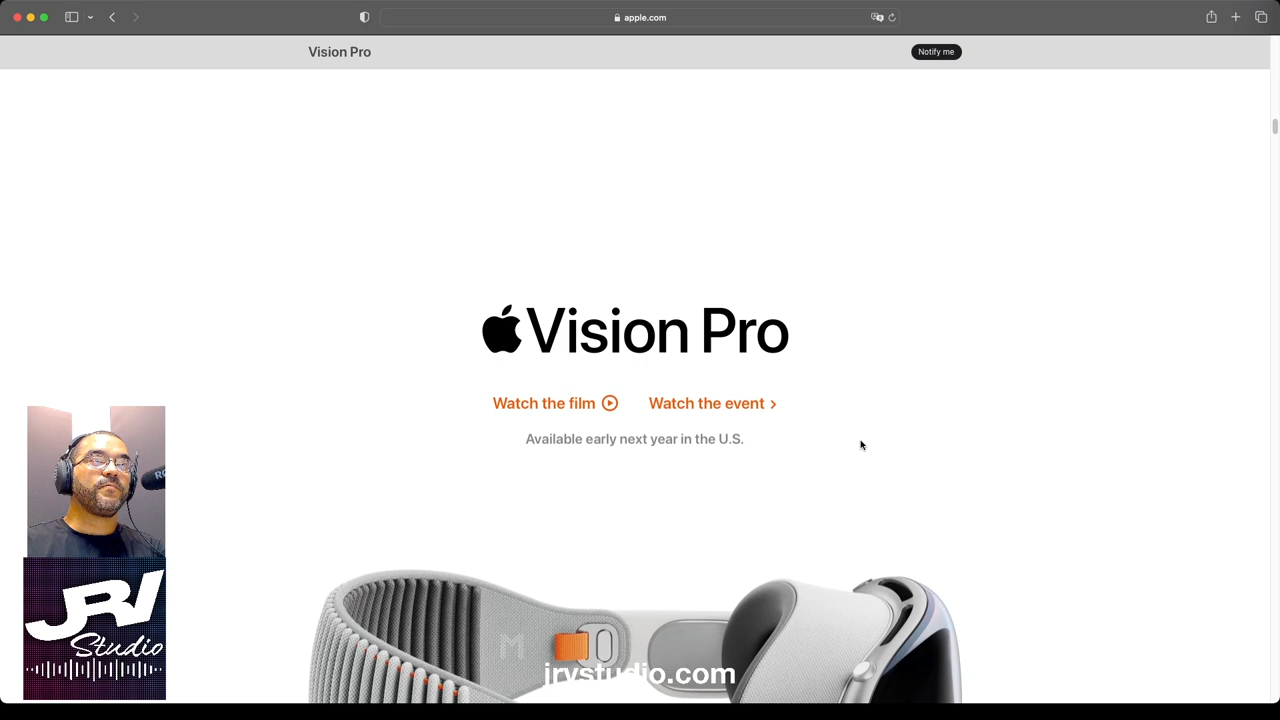 apple.com
Vision Pro
Notify me
Vision Pro
Watch the film
Watch the event
Available early next year in the U.S.
M
JRV
Studio
jrvstudio.com